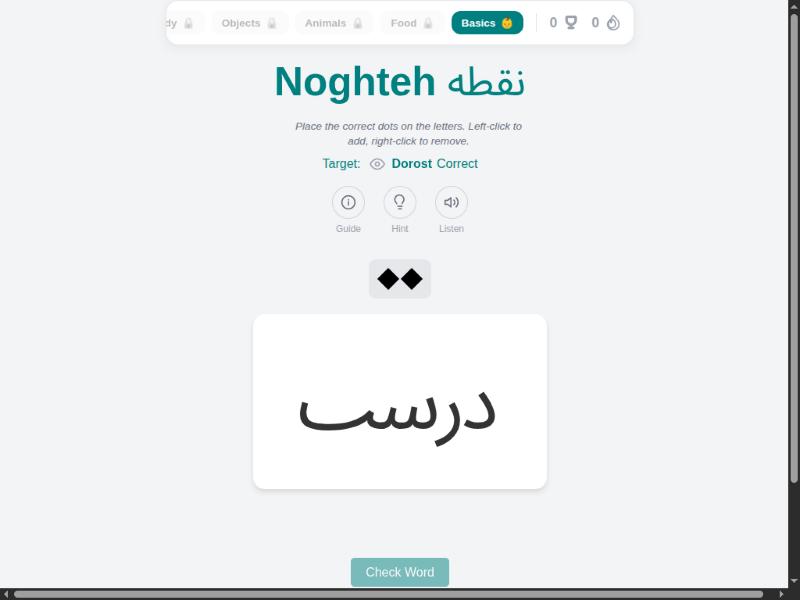 dy Objects Animals Food Basics 0 0
Noghteh نقطه
Place the correct dots on the letters. Left-click to
add, right-click to remove.
Target: Dorost Correct
Guide Hint Listen
درسٮ
Check Word